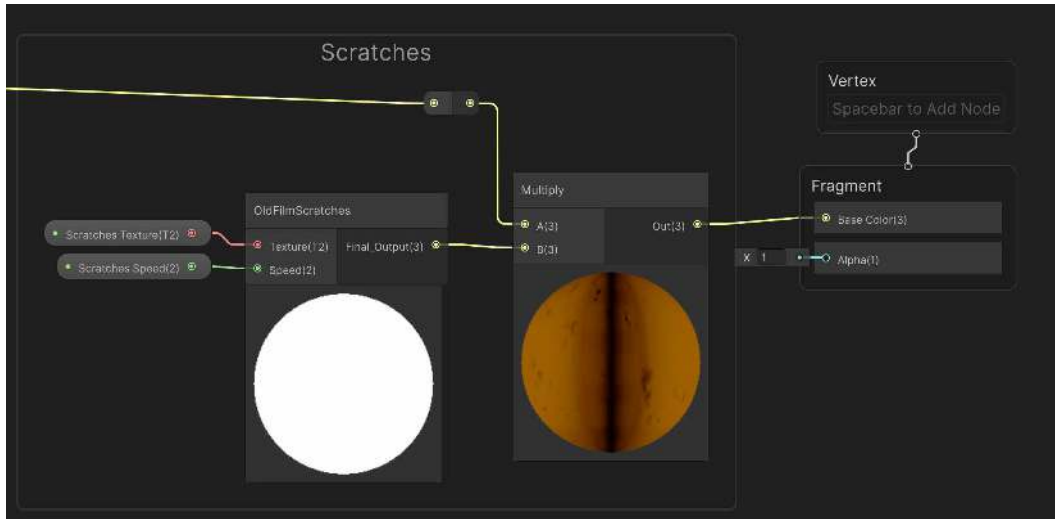 Scratches
Vertex
Spacebar to Add Node
Fragment
Base Color(3)
X 1
Alpha(1)
Multiply
A(3)
Out(3)
B(3)
OldFilmScratches
Scratches Texture(T2)
Texture(T2)
Final_Output(3)
Scratches Speed(2)
Speed(2)